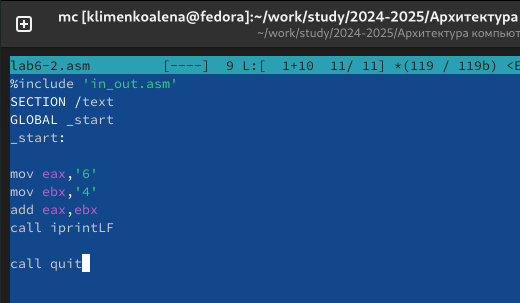 mc [klimenkoalena@fedora]:~/work/study/2024-2025/Архитектура
~/work/study/2024-2025/Архитектура компьют
lab6-2.asm [----] 9 L:[ 1+10 11/ 11] *(119 / 119b) <E
%include 'in_out.asm'
SECTION /text
GLOBAL _start
_start:
mov eax,'6'
mov ebx,'4'
add eax,ebx
call iprintLF
call quit